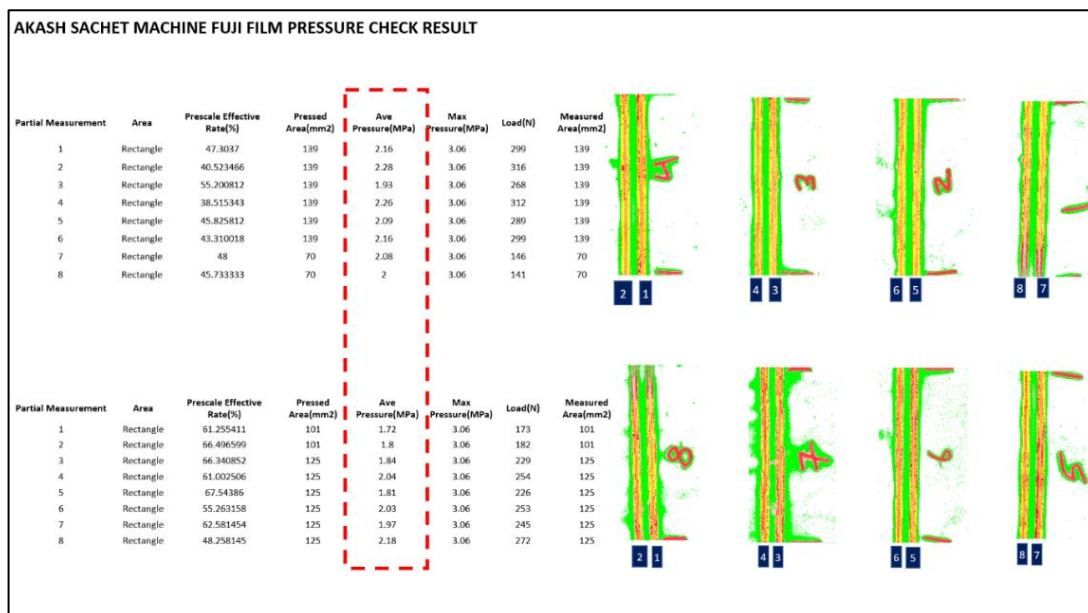 AKASH SACHET MACHINE FUJI FILM PRESSURE CHECK RESULT
Partial Measurement Area Prescale Effective Rate(%) Pressed Area(mm2) Ave Pressure(MPa) Max Pressure(MPa) Load(N) Measured Area(mm2)
1 Rectangle 47.3037 139 2.16 3.06 299 139
2 Rectangle 40.523466 139 2.28 3.06 316 139
3 Rectangle 55.200812 139 1.93 3.06 268 139
4 Rectangle 38.515343 139 2.26 3.06 312 139
5 Rectangle 45.825812 139 2.09 3.06 289 139
6 Rectangle 43.310018 139 2.16 3.06 299 139
7 Rectangle 48 70 2.08 3.06 146 70
8 Rectangle 45.733333 70 2 3.06 141 70
4 3 2 1
2 1 4 3 6 5 8 7
Partial Measurement Area Prescale Effective Rate(%) Pressed Area(mm2) Ave Pressure(MPa) Max Pressure(MPa) Load(N) Measured Area(mm2)
1 Rectangle 61.255411 101 1.72 3.06 173 101
2 Rectangle 66.496599 101 1.8 3.06 182 101
3 Rectangle 66.340852 125 1.84 3.06 229 125
4 Rectangle 61.002506 125 2.04 3.06 254 125
5 Rectangle 67.54386 125 1.81 3.06 226 125
6 Rectangle 55.263158 125 2.03 3.06 253 125
7 Rectangle 62.581454 125 1.97 3.06 245 125
8 Rectangle 48.258145 125 2.18 3.06 272 125
8 7 6 5
2 1 4 3 6 5 8 7